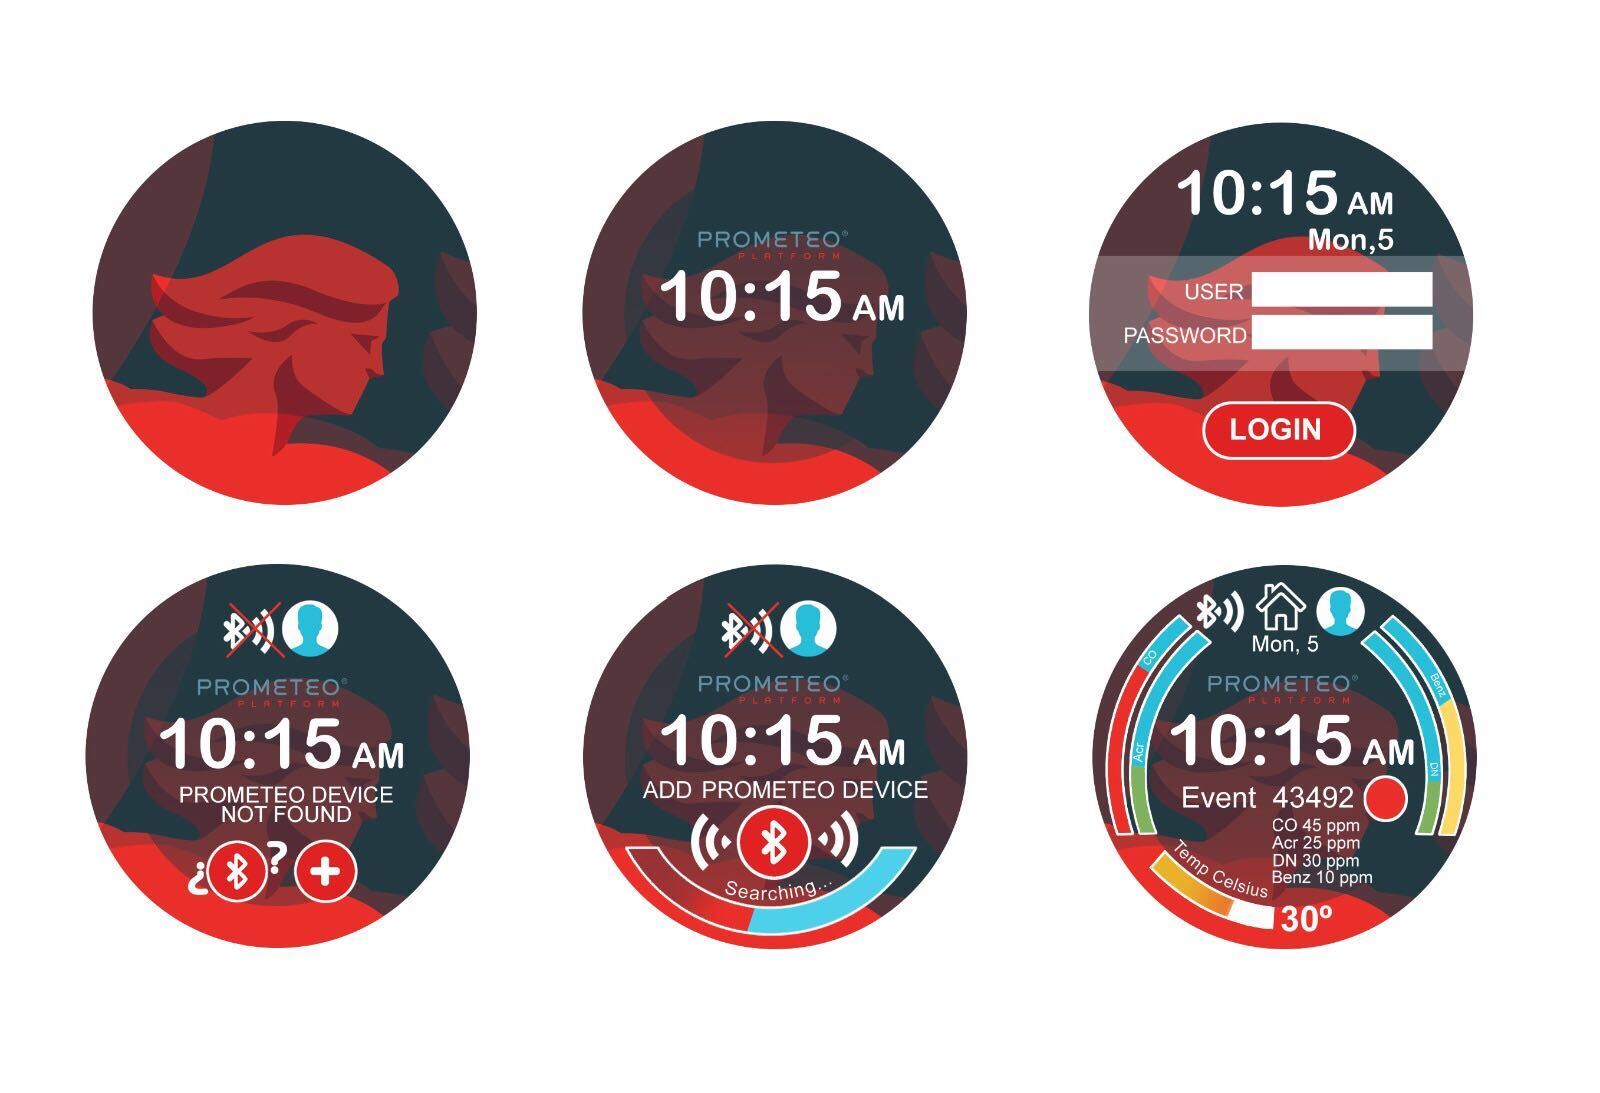 PROMETEO®
PLATFORM
10:15 AM
10:15 AM
Mon,5
USER
PASSWORD
LOGIN
PROMETEO®
PLATFORM
10:15 AM
PROMETEO DEVICE
NOT FOUND
¿ ?
+
PROMETEO®
PLATFORM
10:15 AM
ADD PROMETEO DEVICE
Searching...
Mon, 5
CO
Acr
Benz
DN
PROMETEO®
PLATFORM
10:15 AM
Event 43492
CO 45 ppm
Acr 25 ppm
DN 30 ppm
Benz 10 ppm
Temp Celsius
30º